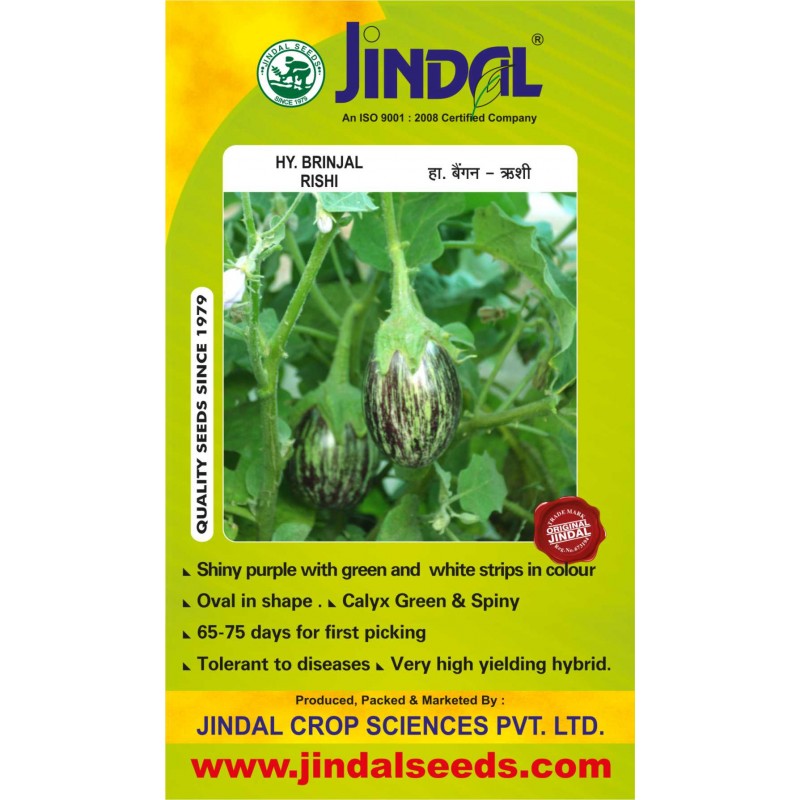 JINDAL SEEDS
SINCE 1979
JINDAL®
An ISO 9001 : 2008 Certified Company
HY. BRINJAL
RISHI
हा. बैंगन - ऋशी
QUALITY SEEDS SINCE 1979
TRADE MARK
ORIGINAL
JINDAL
Shiny purple with green and white strips in colour
Oval in shape . Calyx Green & Spiny
65-75 days for first picking
Tolerant to diseases Very high yielding hybrid.
Produced, Packed & Marketed By :
JINDAL CROP SCIENCES PVT. LTD.
www.jindalseeds.com